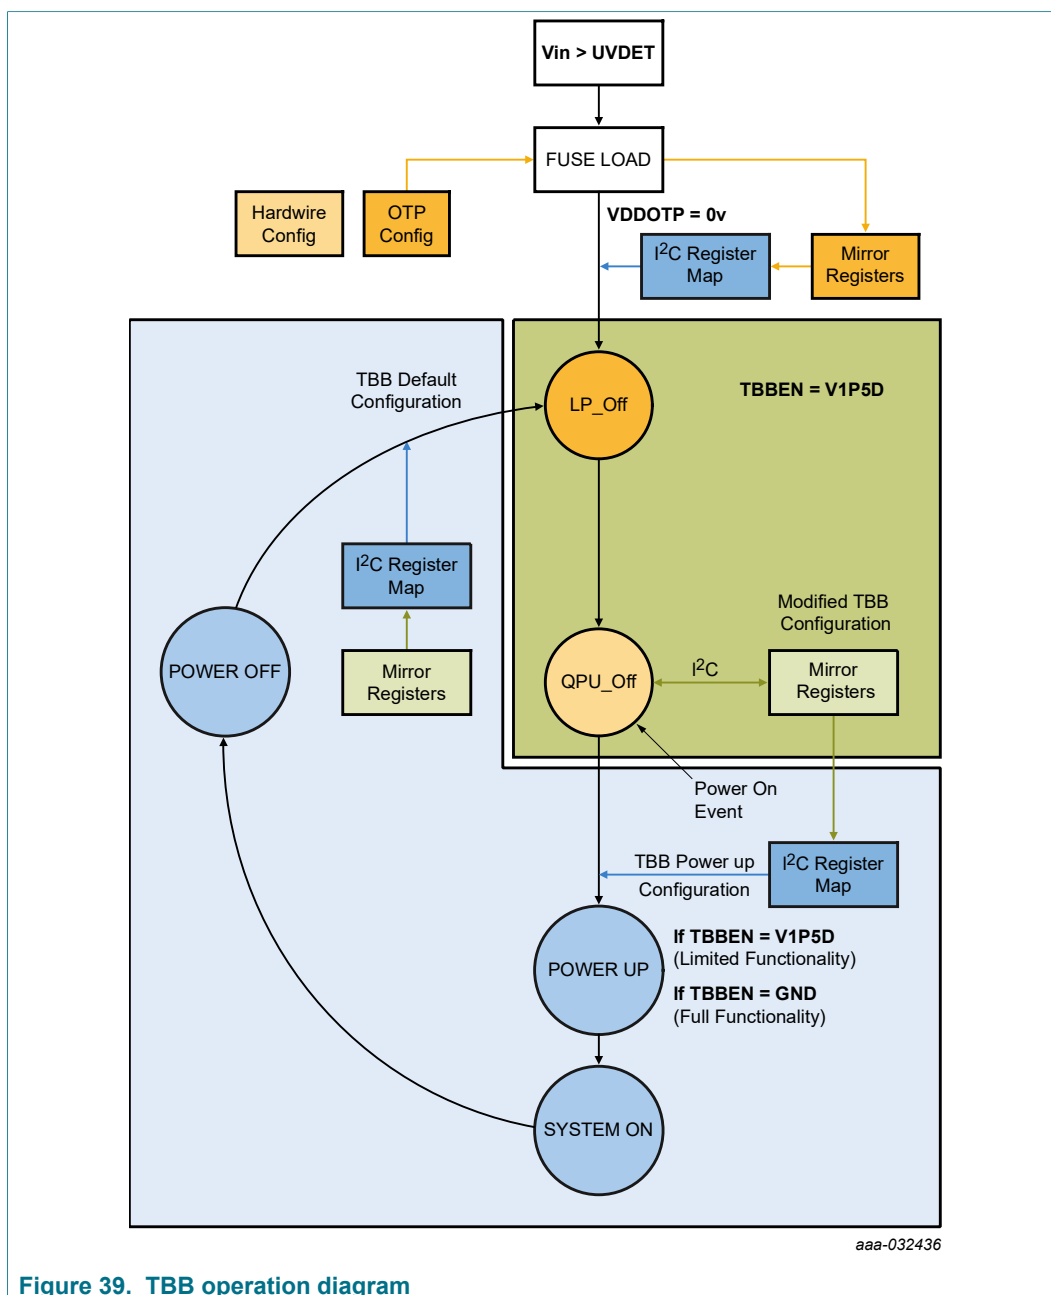 Vin > UVDET
FUSE LOAD
Hardwire
Config
OTP
Config
VDDOTP = 0v
I2C Register
Map
Mirror
Registers
TBB Default
Configuration
LP_Off
TBBEN = V1P5D
I2C Register
Map
Modified TBB
Configuration
POWER OFF
Mirror
Registers
QPU_Off
I2C
Mirror
Registers
Power On
Event
TBB Power up
Configuration
I2C Register
Map
POWER UP
If TBBEN = V1P5D
(Limited Functionality)
If TBBEN = GND
(Full Functionality)
SYSTEM ON
aaa-032436
Figure 39. TBB operation diagram